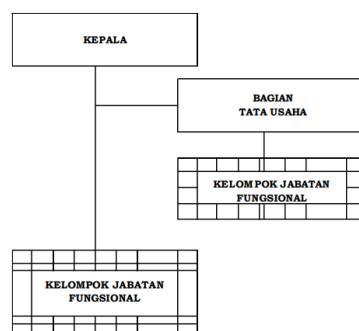 KEPALA
BAGIAN
TATA USAHA
KELOMPOK JABATAN
FUNGSIONAL
KELOMPOK JABATAN
FUNGSIONAL